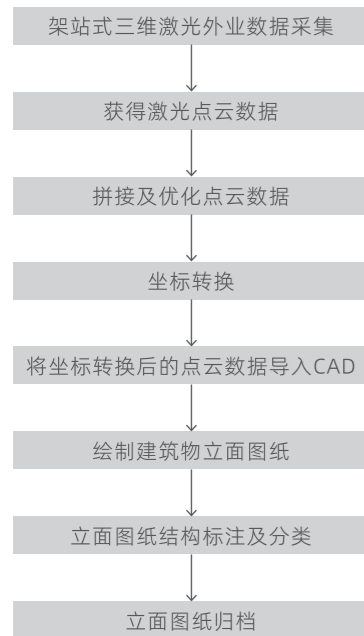 架站式三维激光外业数据采集
获得激光点云数据
拼接及优化点云数据
坐标转换
将坐标转换后的点云数据导入CAD
绘制建筑物立面图纸
立面图纸结构标注及分类
立面图纸归档